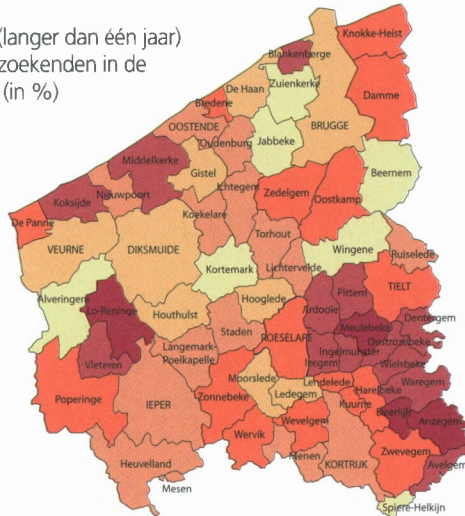 (langer dan één jaar)
zoekenden in de
(in %)
Knokke-Heist
Blankenberge
Zuienkerke
De Haan
Damme
Bredene
OOSTENDE
BRUGGE
Oudenburg
Jabbeke
Middelkerke
Gistel
Beernem
Ichtegem
Zedelgem
Oostkamp
Koksijde
Nieuwpoort
Koekelare
De Panne
Torhout
VEURNE
DIKSMUIDE
Wingene
Ruiselede
Kortemark
Lichtervelde
Pittem
TIELT
Alveringem
Lo-Reninge
Hooglede
Ardooie
Houthulst
Meulebeke
Dentergem
Staden
ROESELARE
Oostrozebeke
Langemark-
Poelkapelle
Ingelmunster
Izegem
Wielsbeke
Vleteren
Moorslede
Lendelede
Waregem
Poperinge
Zonnebeke
Ledegem
Harelbeke
IEPER
Kuurne
Deerlijk
Wevelgem
Anzegem
Wervik
Zwevegem
Menen
KORTRIJK
Heuvelland
Avelgem
Mesen
Spiere-Helkijn